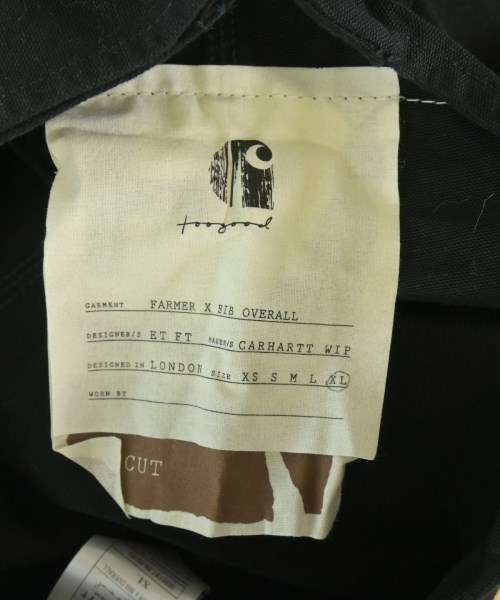 toogood
GARMENT FARMER X BIB OVERALL
DESIGNER/S ET FT MAKER/S CARHARTT WIP
DESIGNED IN LONDON SIZE XS S M L XL
WORN BY
CUT
XL